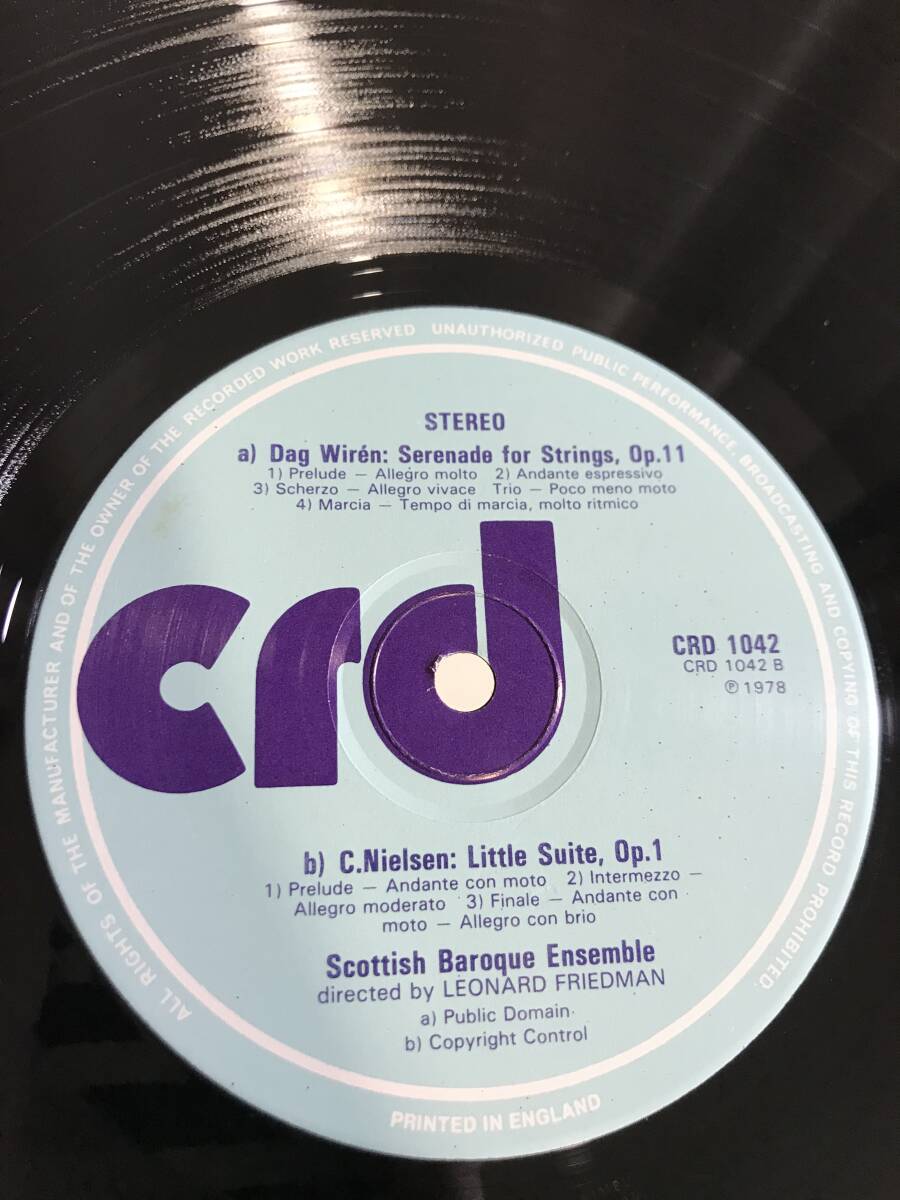 ALL RIGHTS OF THE MANUFACTURER AND OF THE OWNER OF THE RECORDED WORK RESERVED UNAUTHORIZED PUBLIC PERFORMANCE, BROADCASTING AND COPYING OF THIS RECORD PROHIBITED.
STEREO
a) Dag Wirén: Serenade for Strings, Op.11
1) Prelude – Allegro molto 2) Andante espressivo
3) Scherzo – Allegro vivace Trio – Poco meno moto
4) Marcia – Tempo di marcia, molto ritmico
crd
CRD 1042
CRD 1042 B
℗ 1978
b) C.Nielsen: Little Suite, Op.1
1) Prelude – Andante con moto 2) Intermezzo –
Allegro moderato 3) Finale – Andante con
moto – Allegro con brio
Scottish Baroque Ensemble
directed by LEONARD FRIEDMAN
a) Public Domain
b) Copyright Control
PRINTED IN ENGLAND